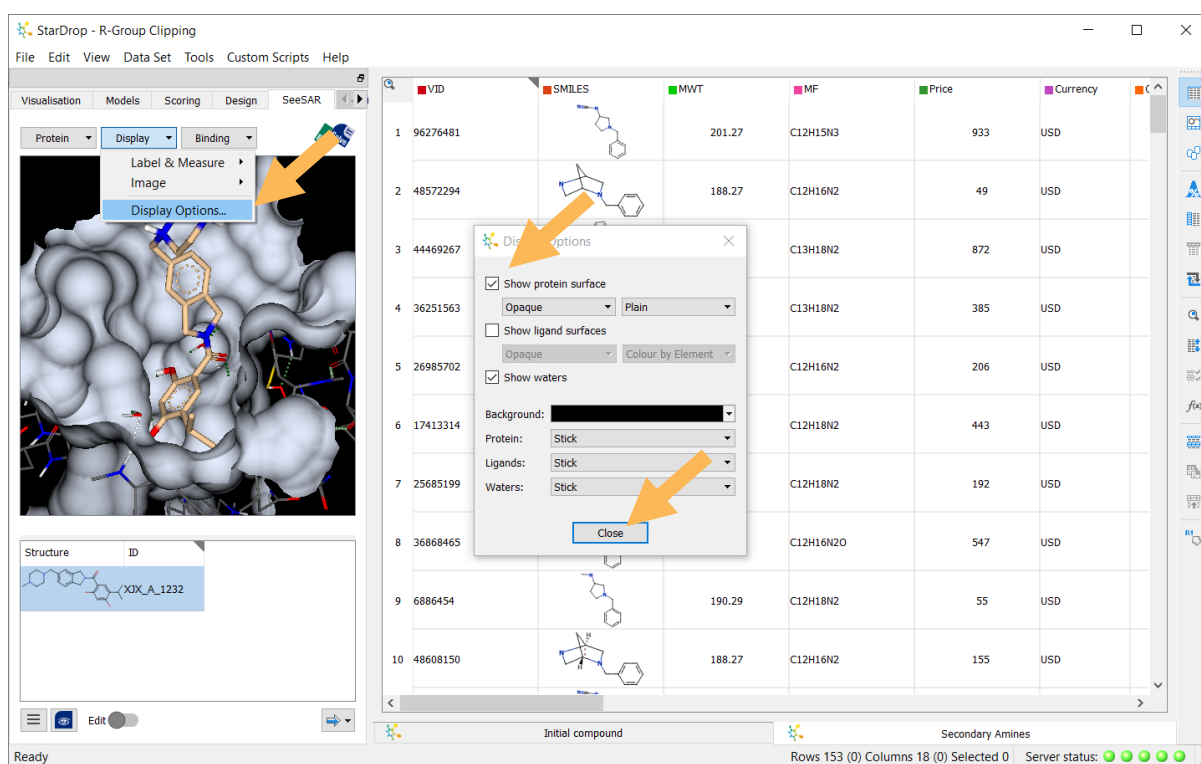 StarDrop - R-Group Clipping
File Edit View Data Set Tools Custom Scripts Help
Visualisation Models Scoring Design SeeSAR
Protein Display Binding
Label & Measure
Image
Display Options...
Structure ID
XJX_A_1232
Edit
VID SMILES MWT MF Price Currency
1 96276481 201.27 C12H15N3 933 USD
2 48572294 188.27 C12H16N2 49 USD
3 44469267 C13H18N2 872 USD
4 36251563 C13H18N2 385 USD
5 26985702 C12H16N2 206 USD
6 17413314 C12H18N2 443 USD
7 25685199 C12H18N2 192 USD
8 36868465 C12H16N2O 547 USD
9 6886454 190.29 C12H18N2 55 USD
10 48608150 188.27 C12H16N2 155 USD
Options
Show protein surface
Opaque Plain
Show ligand surfaces
Opaque Colour by Element
Show waters
Background:
Protein: Stick
Ligands: Stick
Waters: Stick
Close
Initial compound Secondary Amines
Ready Rows 153 (0) Columns 18 (0) Selected 0 Server status: